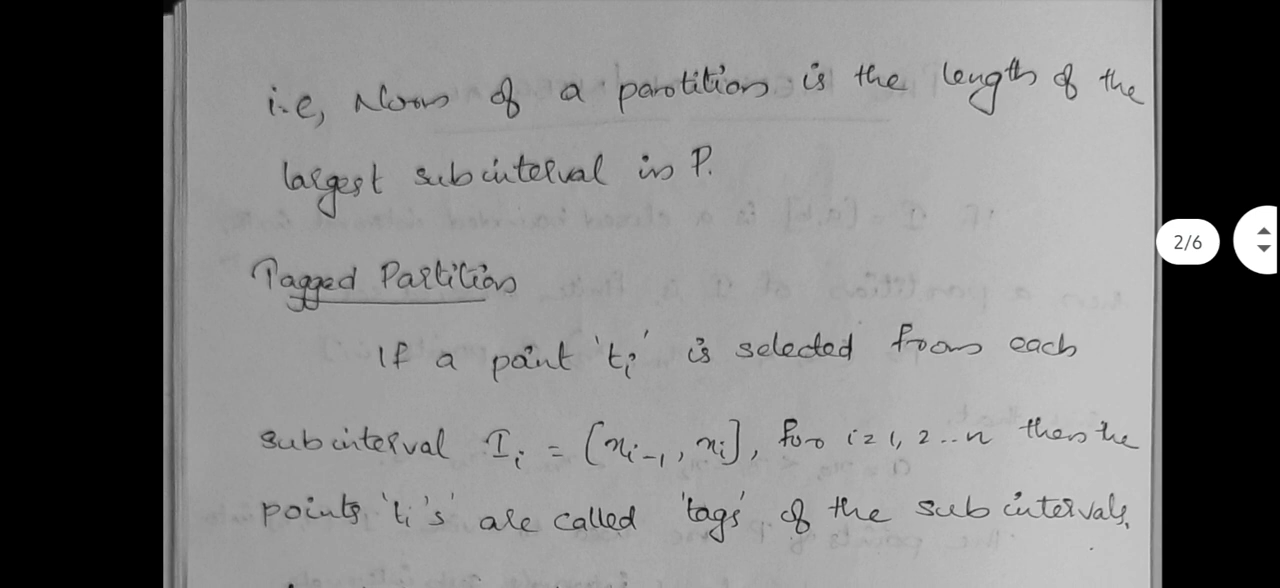 i.e, Norm of a partition is the length of the
largest subinterval in P.
2/6
Tagged Partition
If a point 'ti' is selected from each
subinterval Ii = [xi-1, xi], for i=1, 2...n then the
points 'ti's' are called 'tags' of the subintervals.